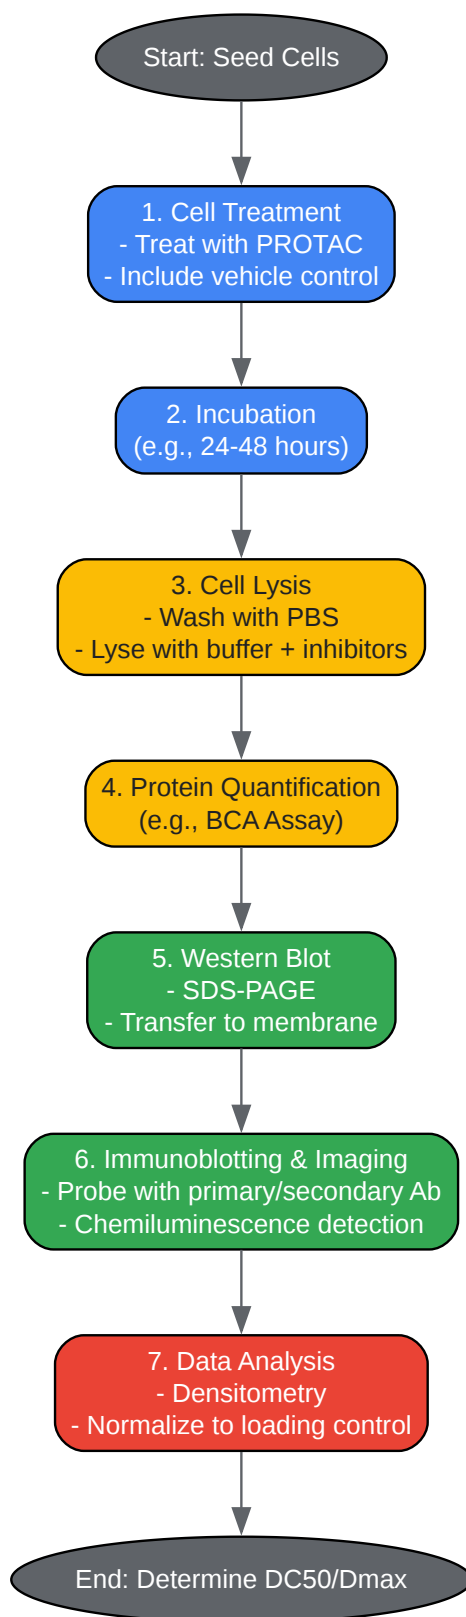 Start: Seed Cells
1. Cell Treatment
- Treat with PROTAC
- Include vehicle control
2. Incubation
(e.g., 24-48 hours)
3. Cell Lysis
- Wash with PBS
- Lyse with buffer + inhibitors
4. Protein Quantification
(e.g., BCA Assay)
5. Western Blot
- SDS-PAGE
- Transfer to membrane
6. Immunoblotting & Imaging
- Probe with primary/secondary Ab
- Chemiluminescence detection
7. Data Analysis
- Densitometry
- Normalize to loading control
End: Determine DC50/Dmax